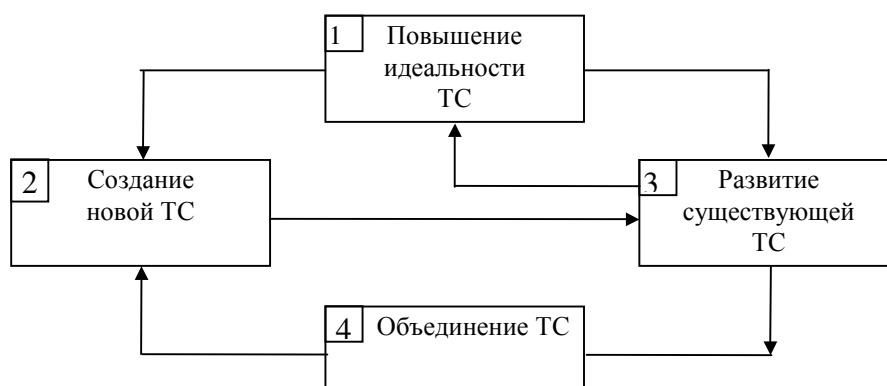 1
Повышение
идеальности
ТС
2
Создание
новой ТС
3
Развитие
существующей
ТС
4
Объединение ТС